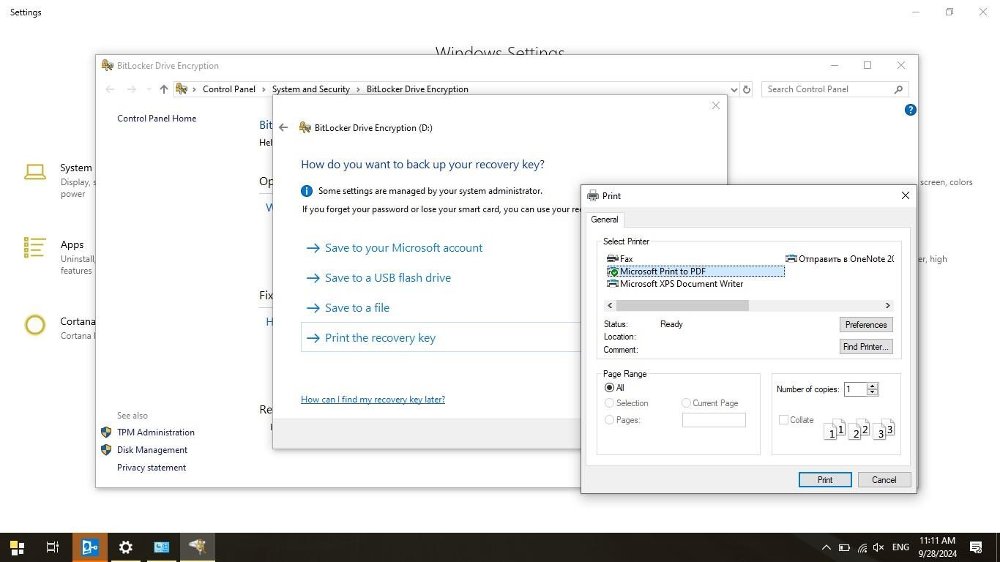 Settings
Windows Settings
BitLocker Drive Encryption
Control Panel
System and Security
BitLocker Drive Encryption
Search Control Panel
Control Panel Home
Bit
Hel
Op
W
Fix
H
Re
See also
TPM Administration
Disk Management
Privacy statement
System
Display, s
power
Apps
Uninstall,
features
Cortana
Cortana l
screen, colors
er, high
BitLocker Drive Encryption (D:)
How do you want to back up your recovery key?
Some settings are managed by your system administrator.
If you forget your password or lose your smart card, you can use your rec
Save to your Microsoft account
Save to a USB flash drive
Save to a file
Print the recovery key
How can I find my recovery key later?
Print
General
Select Printer
Fax
Отправить в OneNote 20
Microsoft Print to PDF
Microsoft XPS Document Writer
Status: Ready
Preferences
Location:
Comment:
Find Printer...
Page Range
All
Selection
Current Page
Pages:
Number of copies: 1
Collate
1 1 2 2 3 3
Print
Cancel
ENG
11:11 AM
9/28/2024